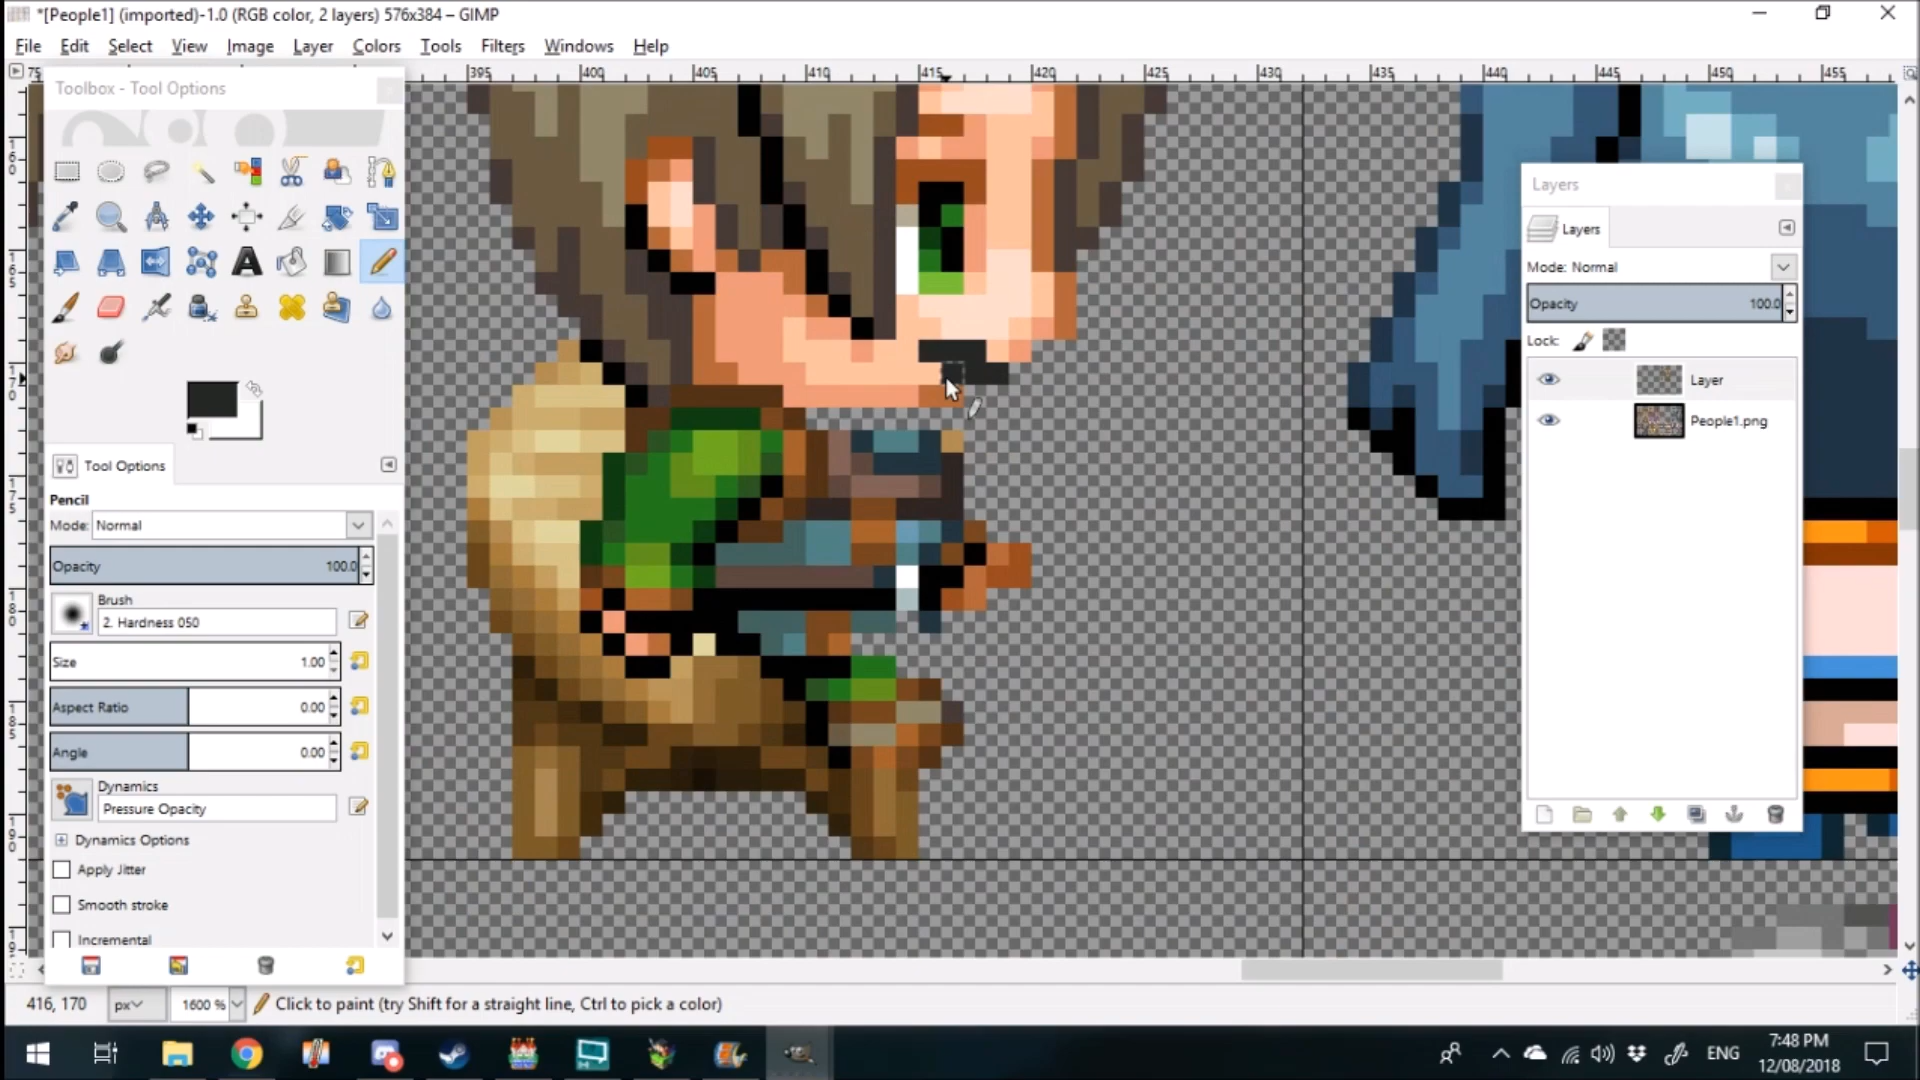 *[People1] (imported)-1.0 (RGB color, 2 layers) 576x384 – GIMP
File Edit Select View Image Layer Colors Tools Filters Windows Help
75 395 400 405 410 415 420 425 430 435 440 445 450 455
Toolbox - Tool Options
Layers
Layers
Mode: Normal
Opacity 100.0
Lock:
Layer
People1.png
Tool Options
Pencil
Mode: Normal
Opacity 100.0
Brush
2. Hardness 050
Size 1.00
Aspect Ratio 0.00
Angle 0.00
Dynamics
Pressure Opacity
Dynamics Options
Apply Jitter
Smooth stroke
Incremental
416, 170 px 1600 % Click to paint (try Shift for a straight line, Ctrl to pick a color)
ENG
7:48 PM
12/08/2018